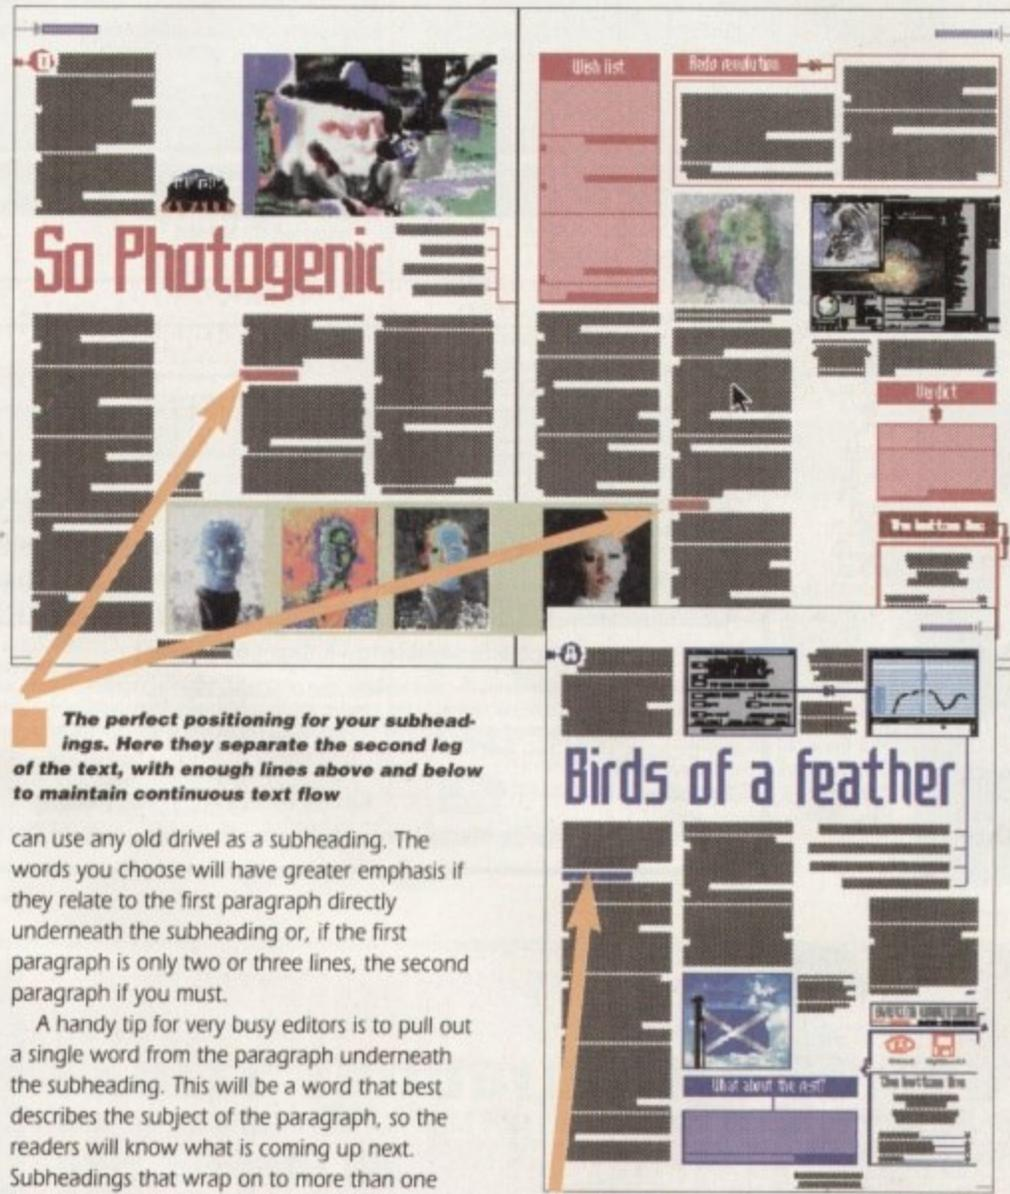 Wish list
Redo resolution
So Photogenic
Verdict
The bottom line
The perfect positioning for your subhead-
ings. Here they separate the second leg
of the text, with enough lines above and below
to maintain continuous text flow
can use any old drivel as a subheading. The
words you choose will have greater emphasis if
they relate to the first paragraph directly
underneath the subheading or, if the first
paragraph is only two or three lines, the second
paragraph if you must.
A handy tip for very busy editors is to pull out
a single word from the paragraph underneath
the subheading. This will be a word that best
describes the subject of the paragraph, so the
readers will know what is coming up next.
Subheadings that wrap on to more than one
A
Birds of a feather
What about the rest?
The bottom line